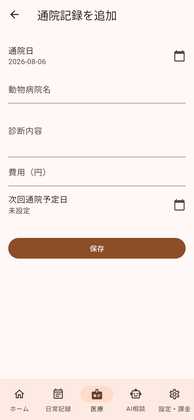 通院記録を追加
通院日
2026-08-06
動物病院名
診断内容
費用（円）
次回通院予定日
未設定
保存
ホーム
日常記録
医療
AI相談
設定・課金